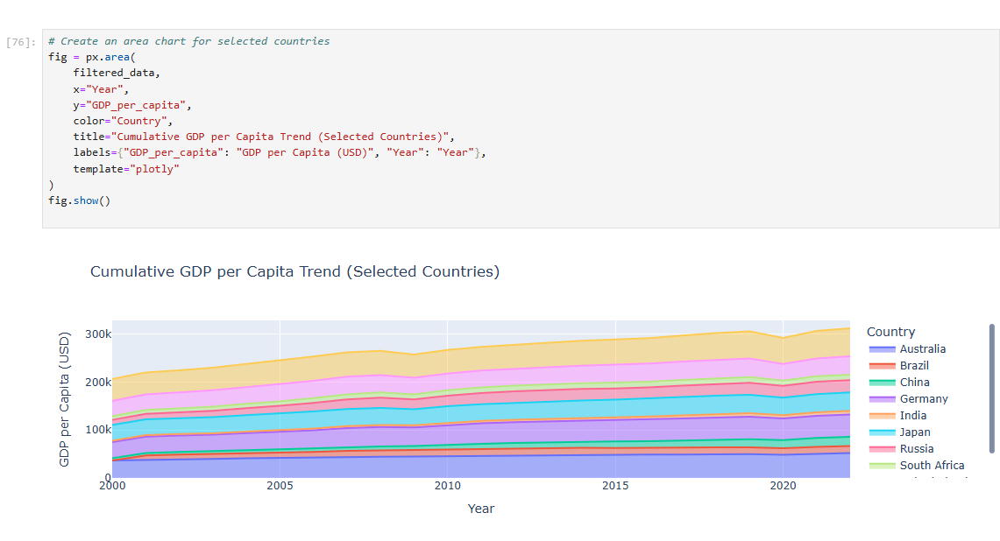 [76]:
# Create an area chart for selected countries
fig = px.area(
    filtered_data,
    x="Year",
    y="GDP_per_capita",
    color="Country",
    title="Cumulative GDP per Capita Trend (Selected Countries)",
    labels={"GDP_per_capita": "GDP per Capita (USD)", "Year": "Year"},
    template="plotly"
)
fig.show()
Cumulative GDP per Capita Trend (Selected Countries)
GDP per Capita (USD)
300k
200k
100k
0
2000 2005 2010 2015 2020
Year
Country
Australia
Brazil
China
Germany
India
Japan
Russia
South Africa